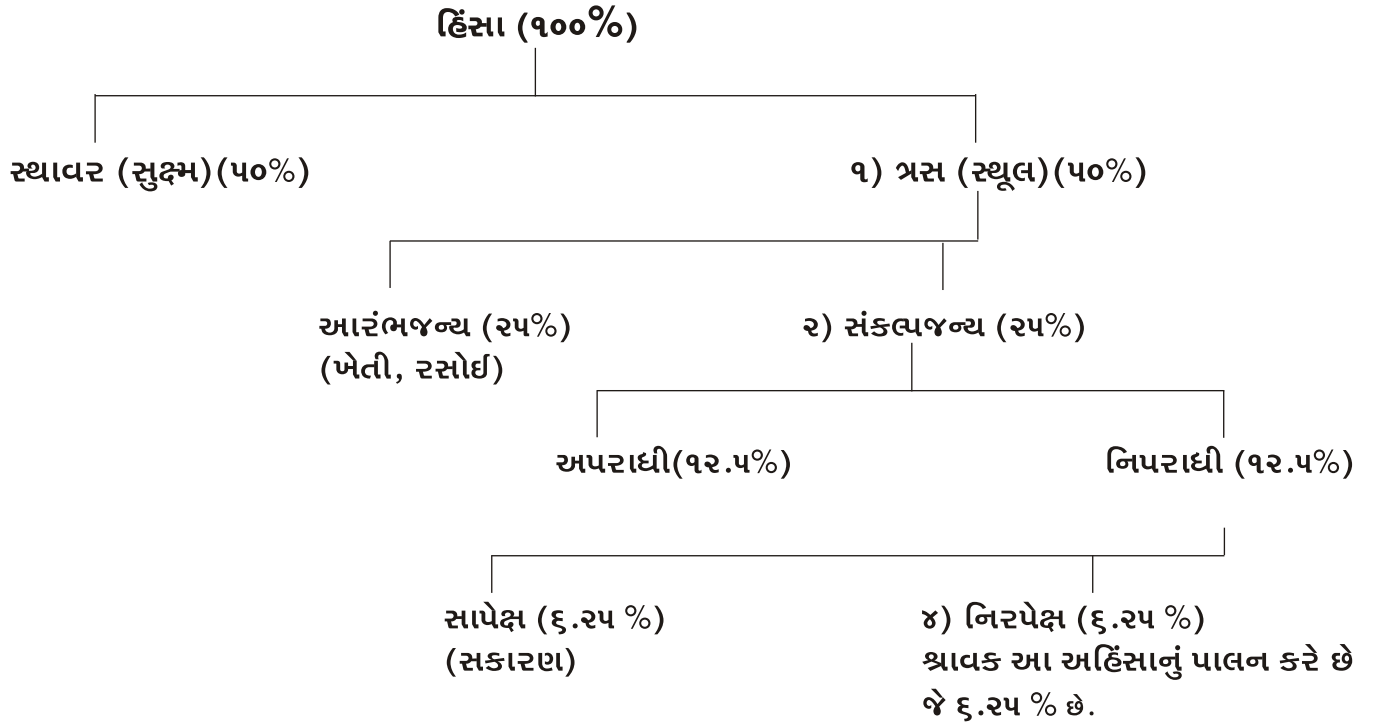 હિંસા (૧૦૦%)
સ્થાવર (સુક્ષ્મ)(૫૦%)
૧) ત્રસ (સ્થૂલ)(૫૦%)
આરંભજન્ય (૨૫%)
(ખેતી, રસોઈ)
૨) સંકલ્પજન્ય (૨૫%)
અપરાધી(૧૨.૫%)
નિપરાધી (૧૨.૫%)
સાપેક્ષ (૬.૨૫ %)
(સકારણ)
૪) નિરપેક્ષ (૬.૨૫ %)
શ્રાવક આ અહિંસાનું પાલન કરે છે
જે ૬.૨૫ % છે.